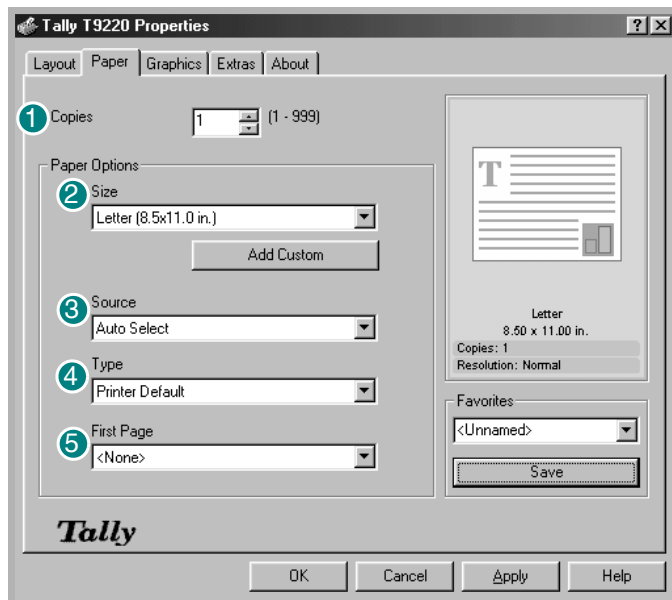 Tally T9220 Properties
Layout Paper Graphics Extras About
1 Copies 1 (1 - 999)
Paper Options
2 Size
Letter (8.5x11.0 in.)
Add Custom
3 Source
Auto Select
4 Type
Printer Default
5 First Page
<None>
T
Letter
8.50 x 11.00 in.
Copies: 1
Resolution: Normal
Favorites
<Unnamed>
Save
Tally
OK Cancel Apply Help